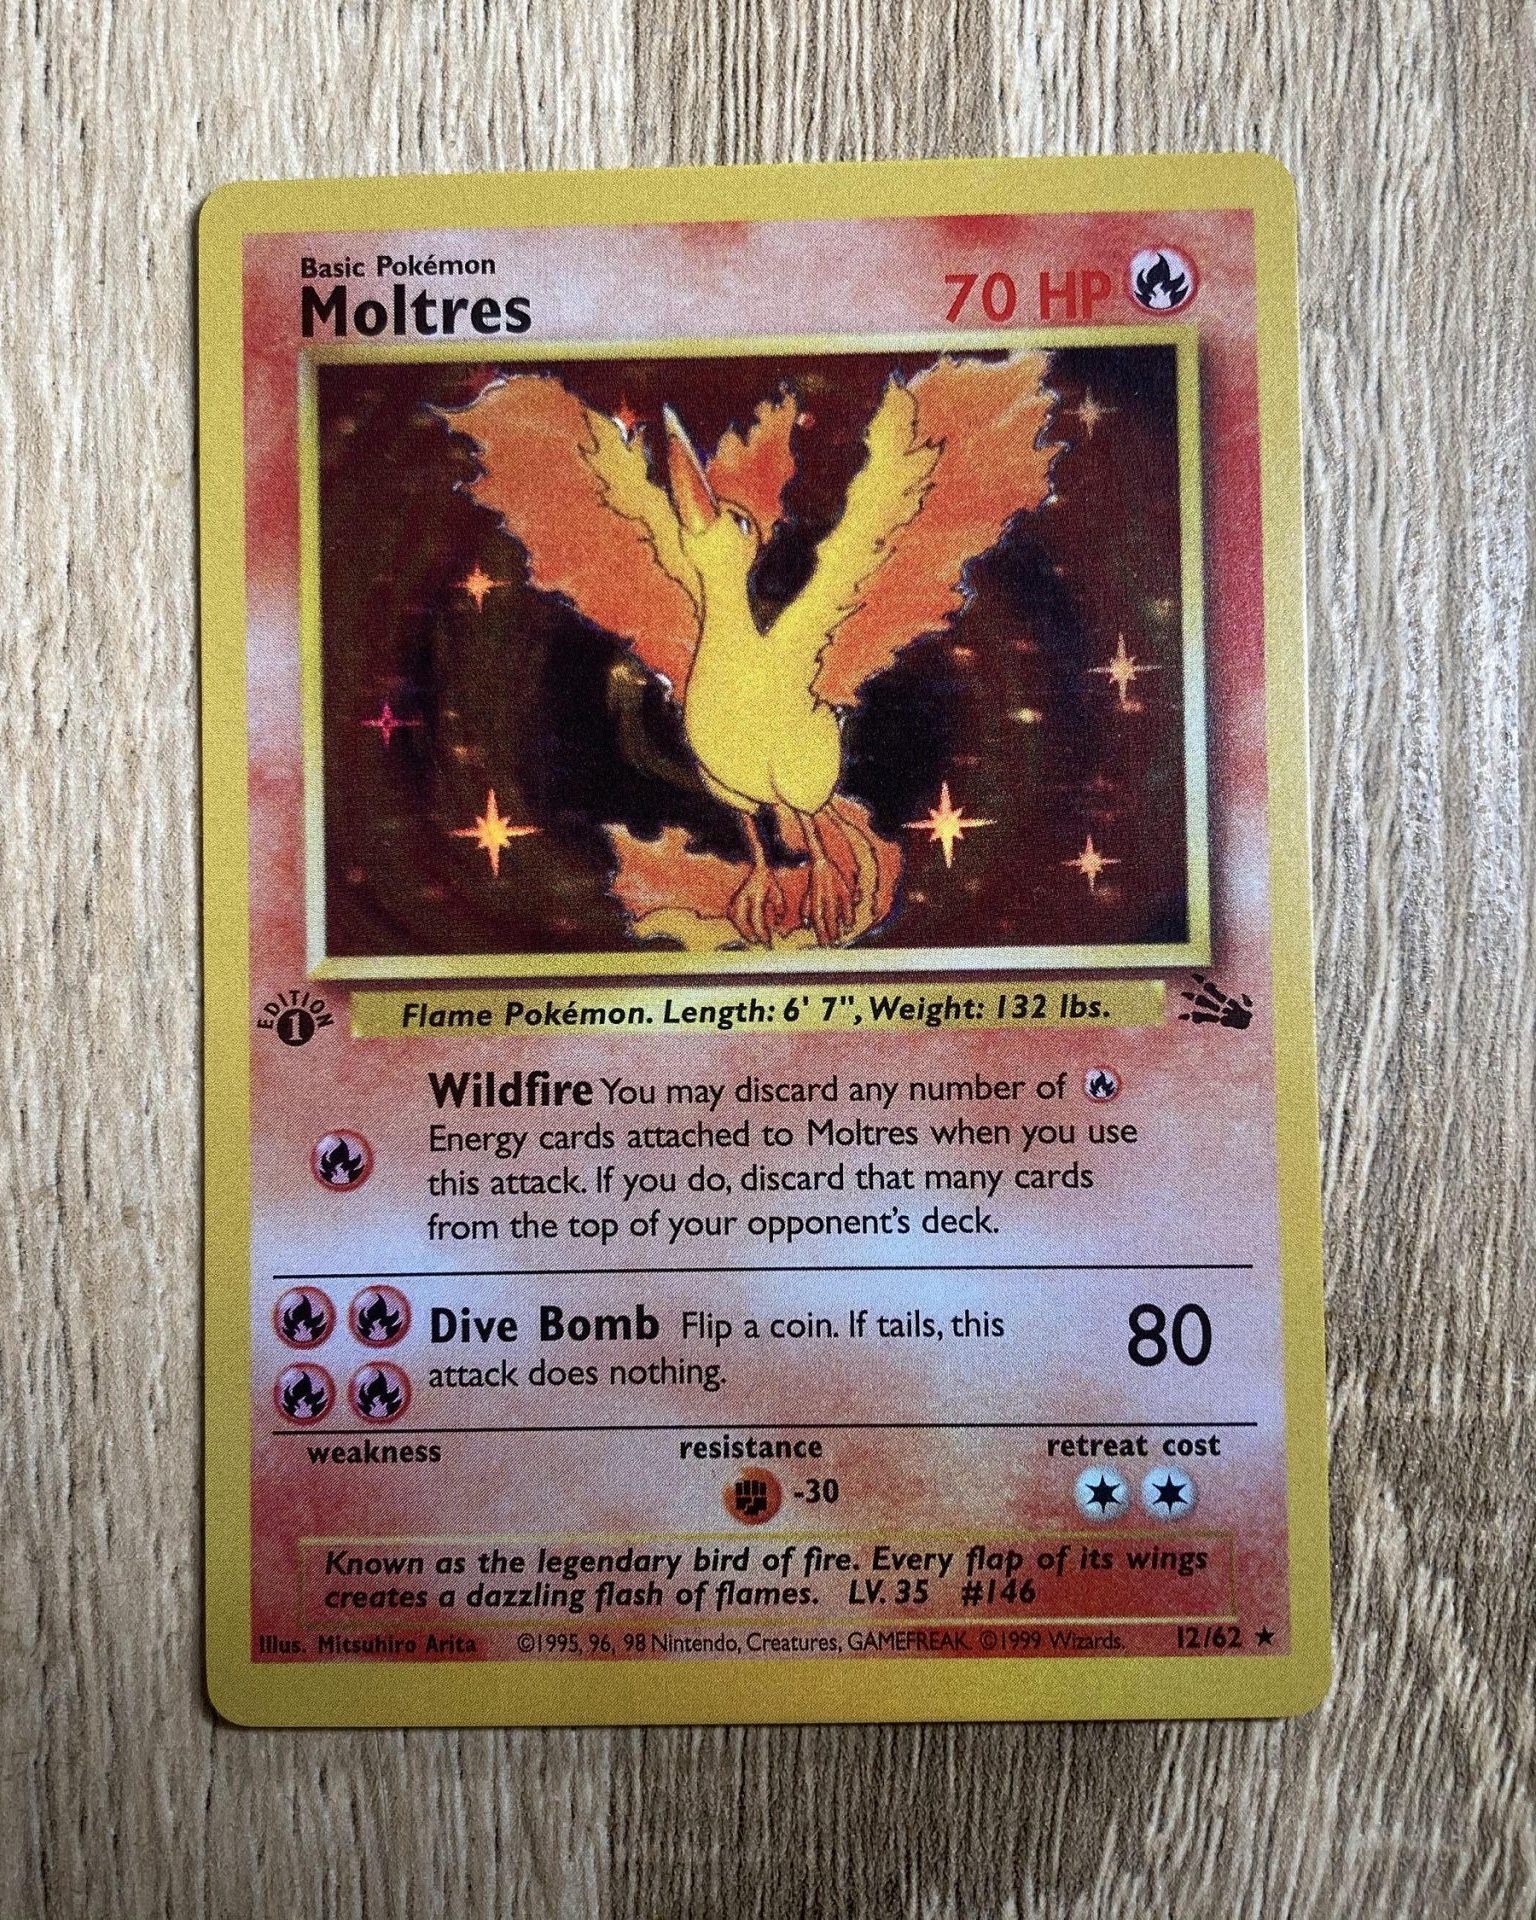 Basic Pokémon
Moltres
70 HP
EDITION
1
Flame Pokémon. Length: 6' 7", Weight: 132 lbs.
Wildfire You may discard any number of
Energy cards attached to Moltres when you use
this attack. If you do, discard that many cards
from the top of your opponent's deck.
Dive Bomb Flip a coin. If tails, this
attack does nothing.
80
weakness
resistance
retreat cost
-30
Known as the legendary bird of fire. Every flap of its wings
creates a dazzling flash of flames. LV. 35 #146
Illus. Mitsuhiro Arita ©1995, 96, 98 Nintendo, Creatures, GAMEFREAK. ©1999 Wizards. 12/62 ★